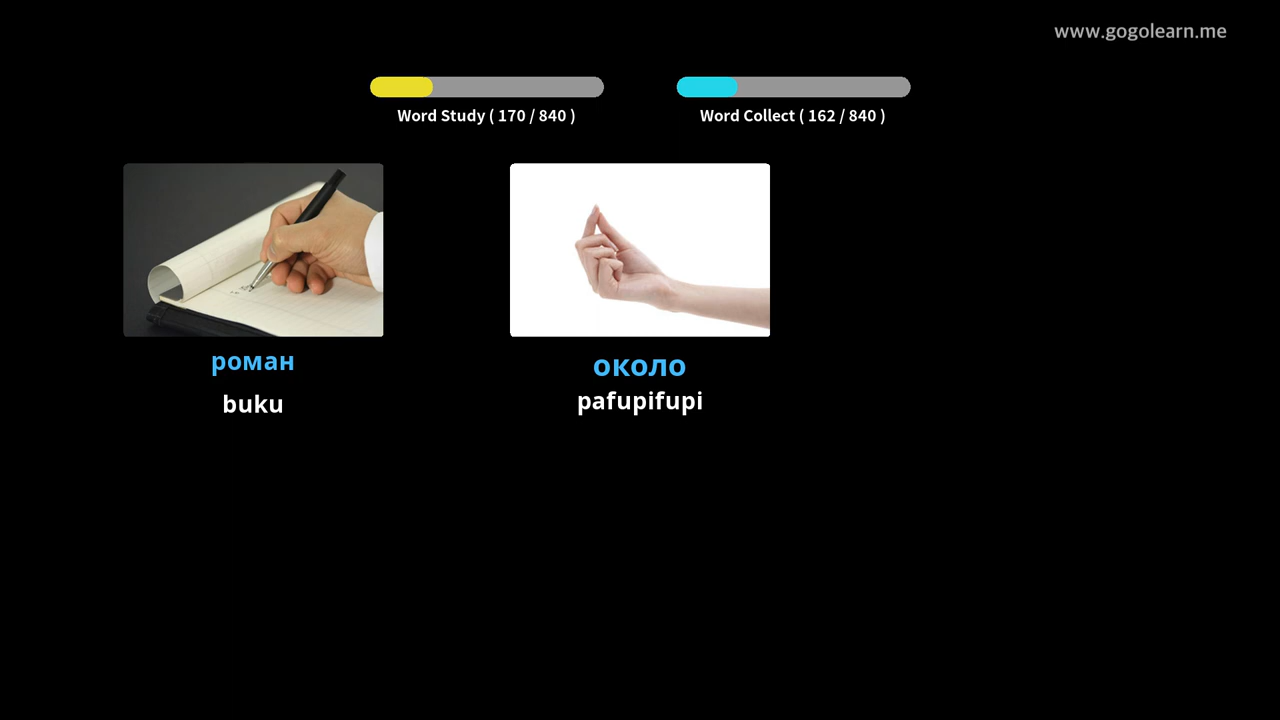 www.gogolearn.me
Word Study ( 170 / 840 )
Word Collect ( 162 / 840 )
роман
buku
около
pafupifupi